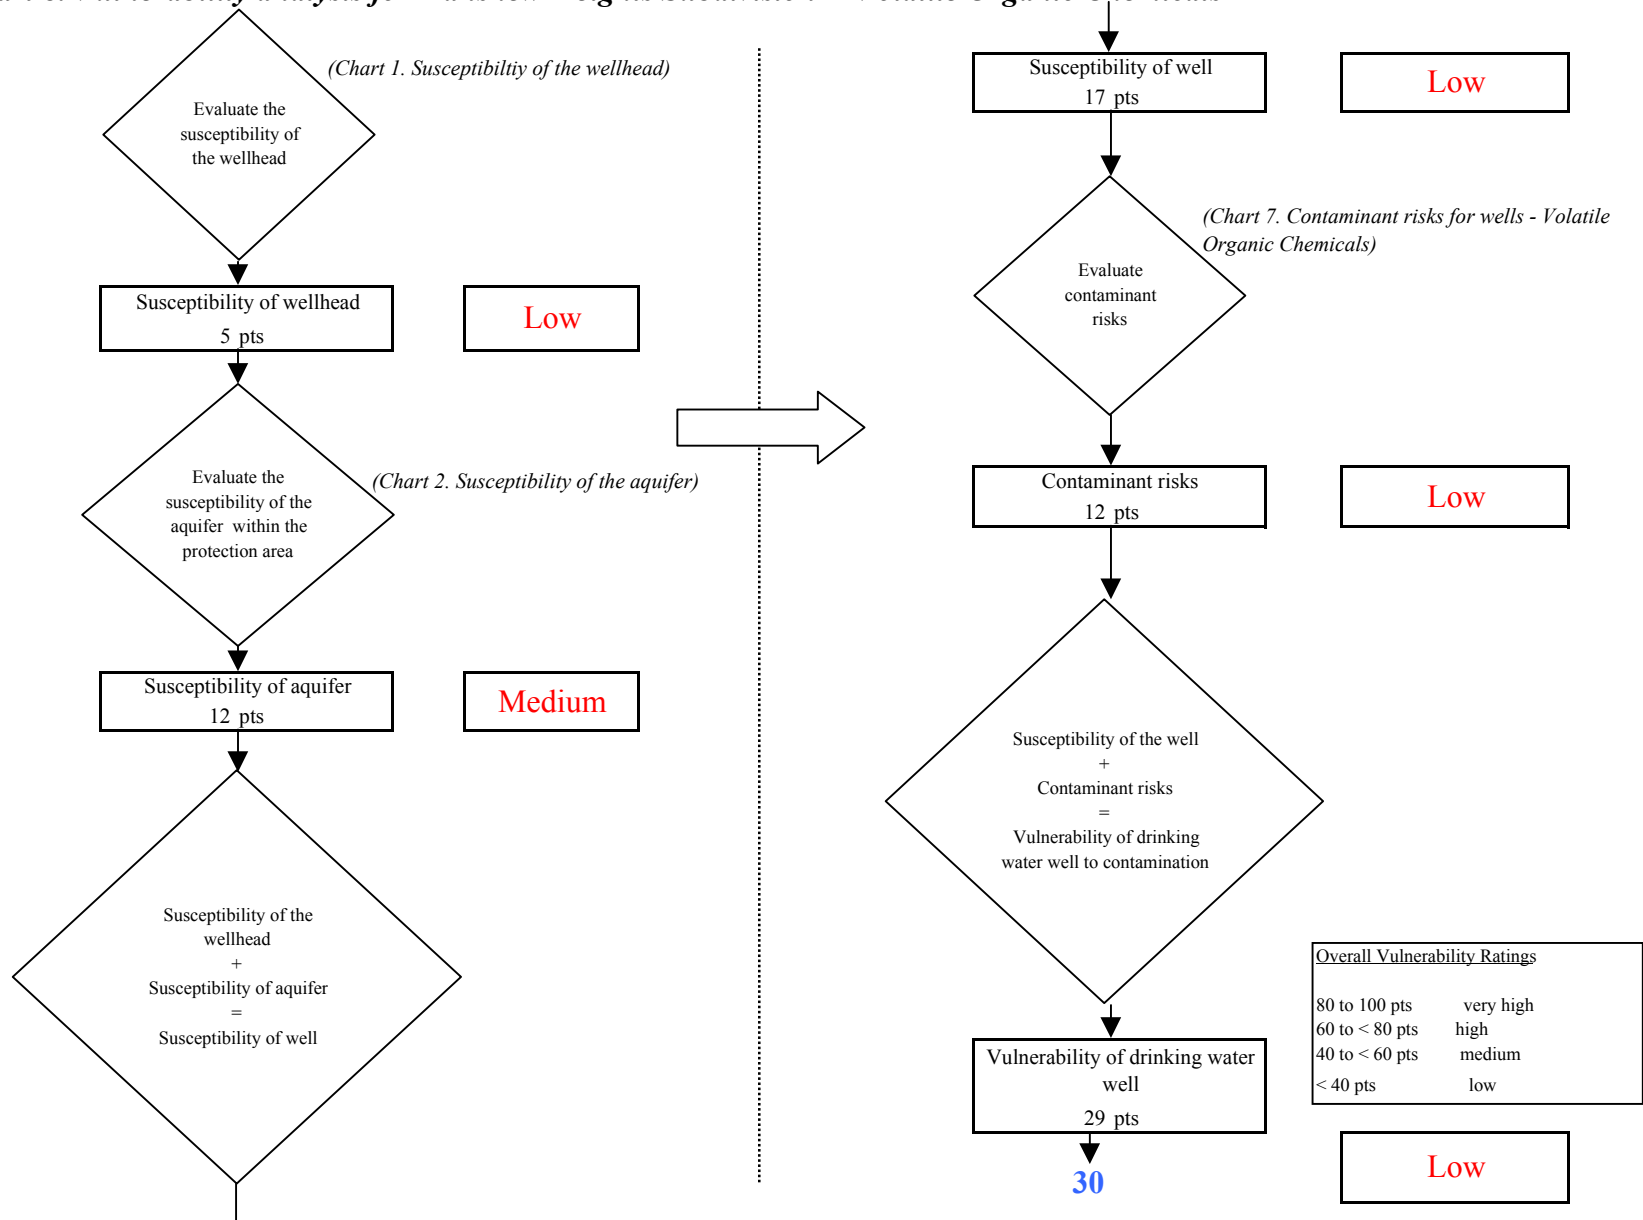 (Chart 1. Susceptibiltiy of the wellhead)
Evaluate the
susceptibility of
the wellhead
Susceptibility of wellhead
5 pts
Low
Evaluate the
susceptibility of the
aquifer within the
protection area
(Chart 2. Susceptibility of the aquifer)
Susceptibility of aquifer
12 pts
Medium
Susceptibility of the
wellhead
+
Susceptibility of aquifer
=
Susceptibility of well
Susceptibility of well
17 pts
Low
(Chart 7. Contaminant risks for wells - Volatile
Organic Chemicals)
Evaluate
contaminant
risks
Contaminant risks
12 pts
Low
Susceptibility of the well
+
Contaminant risks
=
Vulnerability of drinking
water well to contamination
Overall Vulnerability Ratings
80 to 100 pts very high
60 to < 80 pts high
40 to < 60 pts medium
< 40 pts low
Vulnerability of drinking water
well
29 pts
30
Low